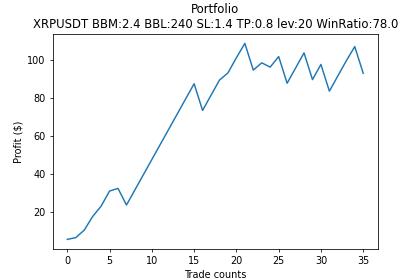 Portfolio
XRPUSDT BBM:2.4 BBL:240 SL:1.4 TP:0.8 lev:20 WinRatio:78.0
100
80
60
40
20
Profit ($)
0 5 10 15 20 25 30 35
Trade counts